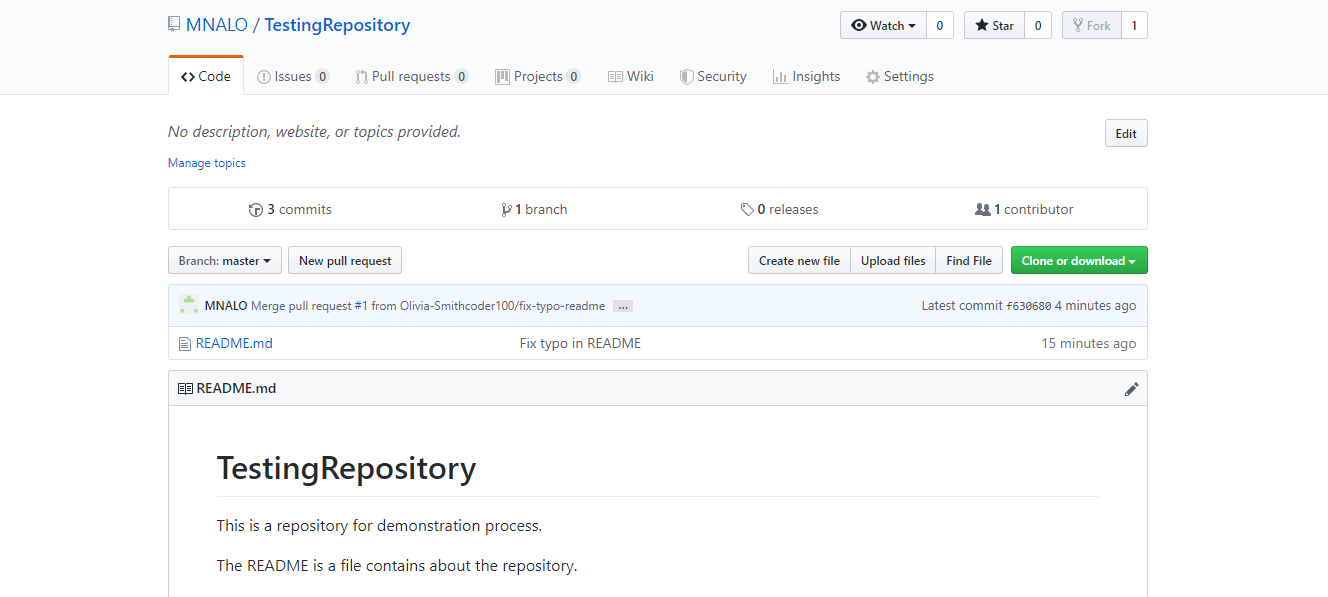 MNALO / TestingRepository
Watch 0 Star 0 Fork 1
Code Issues 0 Pull requests 0 Projects 0 Wiki Security Insights Settings
No description, website, or topics provided. Edit
Manage topics
3 commits 1 branch 0 releases 1 contributor
Branch: master New pull request Create new file Upload files Find File Clone or download
MNALO Merge pull request #1 from Olivia-Smithcoder100/fix-typo-readme ... Latest commit f630680 4 minutes ago
README.md Fix typo in README 15 minutes ago
README.md
TestingRepository
This is a repository for demonstration process.
The README is a file contains about the repository.